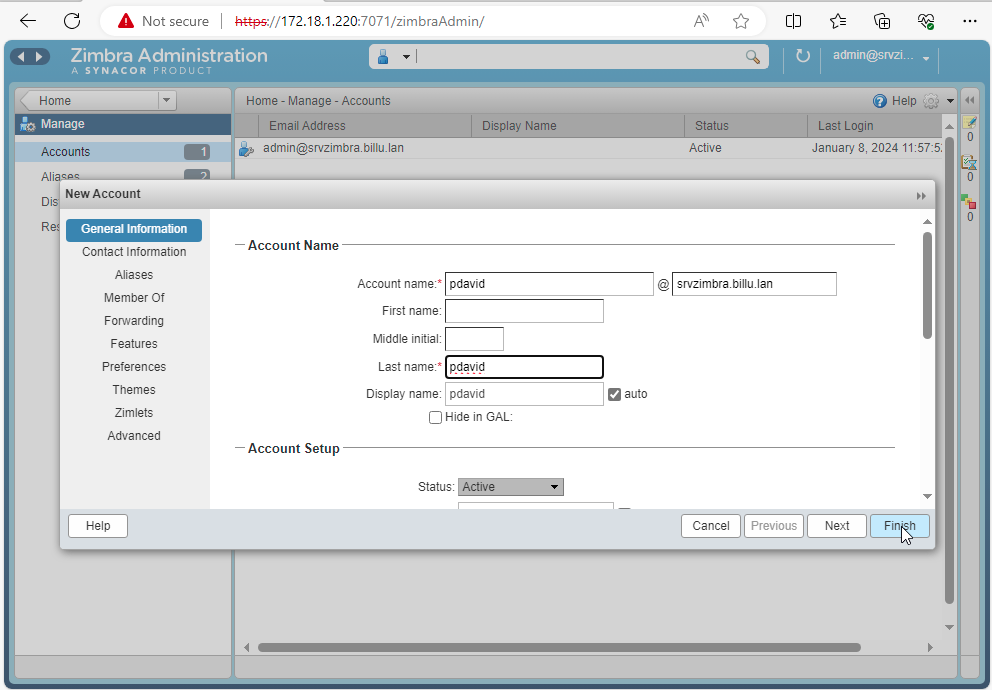 Not secure https://172.18.1.220:7071/zimbraAdmin/
Zimbra Administration
A SYNACOR PRODUCT
admin@srvzi...
Home
Home - Manage - Accounts
Help
Manage
Email Address Display Name Status Last Login
Accounts 1
admin@srvzimbra.billu.lan Active January 8, 2024 11:57:5
0
Aliases 2
0
0
New Account
General Information
Contact Information
Aliases
Member Of
Forwarding
Features
Preferences
Themes
Zimlets
Advanced
Account Name
Account name:* pdavid @ srvzimbra.billu.lan
First name:
Middle initial:
Last name:* pdavid
Display name: pdavid auto
Hide in GAL:
Account Setup
Status: Active
Help Cancel Previous Next Finish